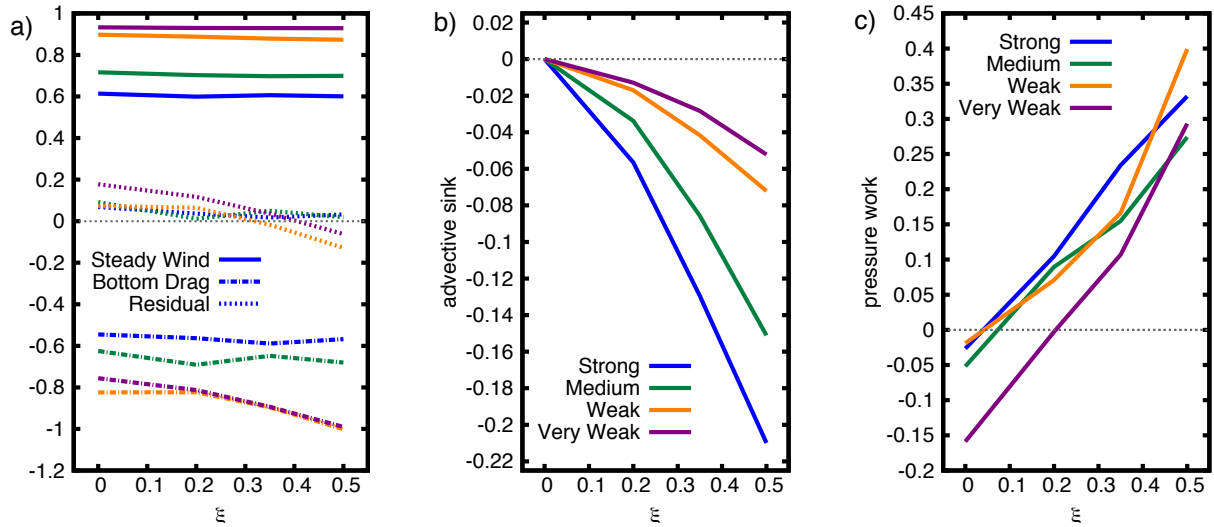 a)
1
0.8
0.6
0.4
0.2
0
-0.2
-0.4
-0.6
-0.8
-1
-1.2
Steady Wind
Bottom Drag
Residual
0 0.1 0.2 0.3 0.4 0.5
ξ
b)
advective sink
0.02
0
-0.02
-0.04
-0.06
-0.08
-0.1
-0.12
-0.14
-0.16
-0.18
-0.2
-0.22
Strong
Medium
Weak
Very Weak
0 0.1 0.2 0.3 0.4 0.5
ξ
c)
pressure work
0.45
0.4
0.35
0.3
0.25
0.2
0.15
0.1
0.05
0
-0.05
-0.1
-0.15
-0.2
Strong
Medium
Weak
Very Weak
0 0.1 0.2 0.3 0.4 0.5
ξ